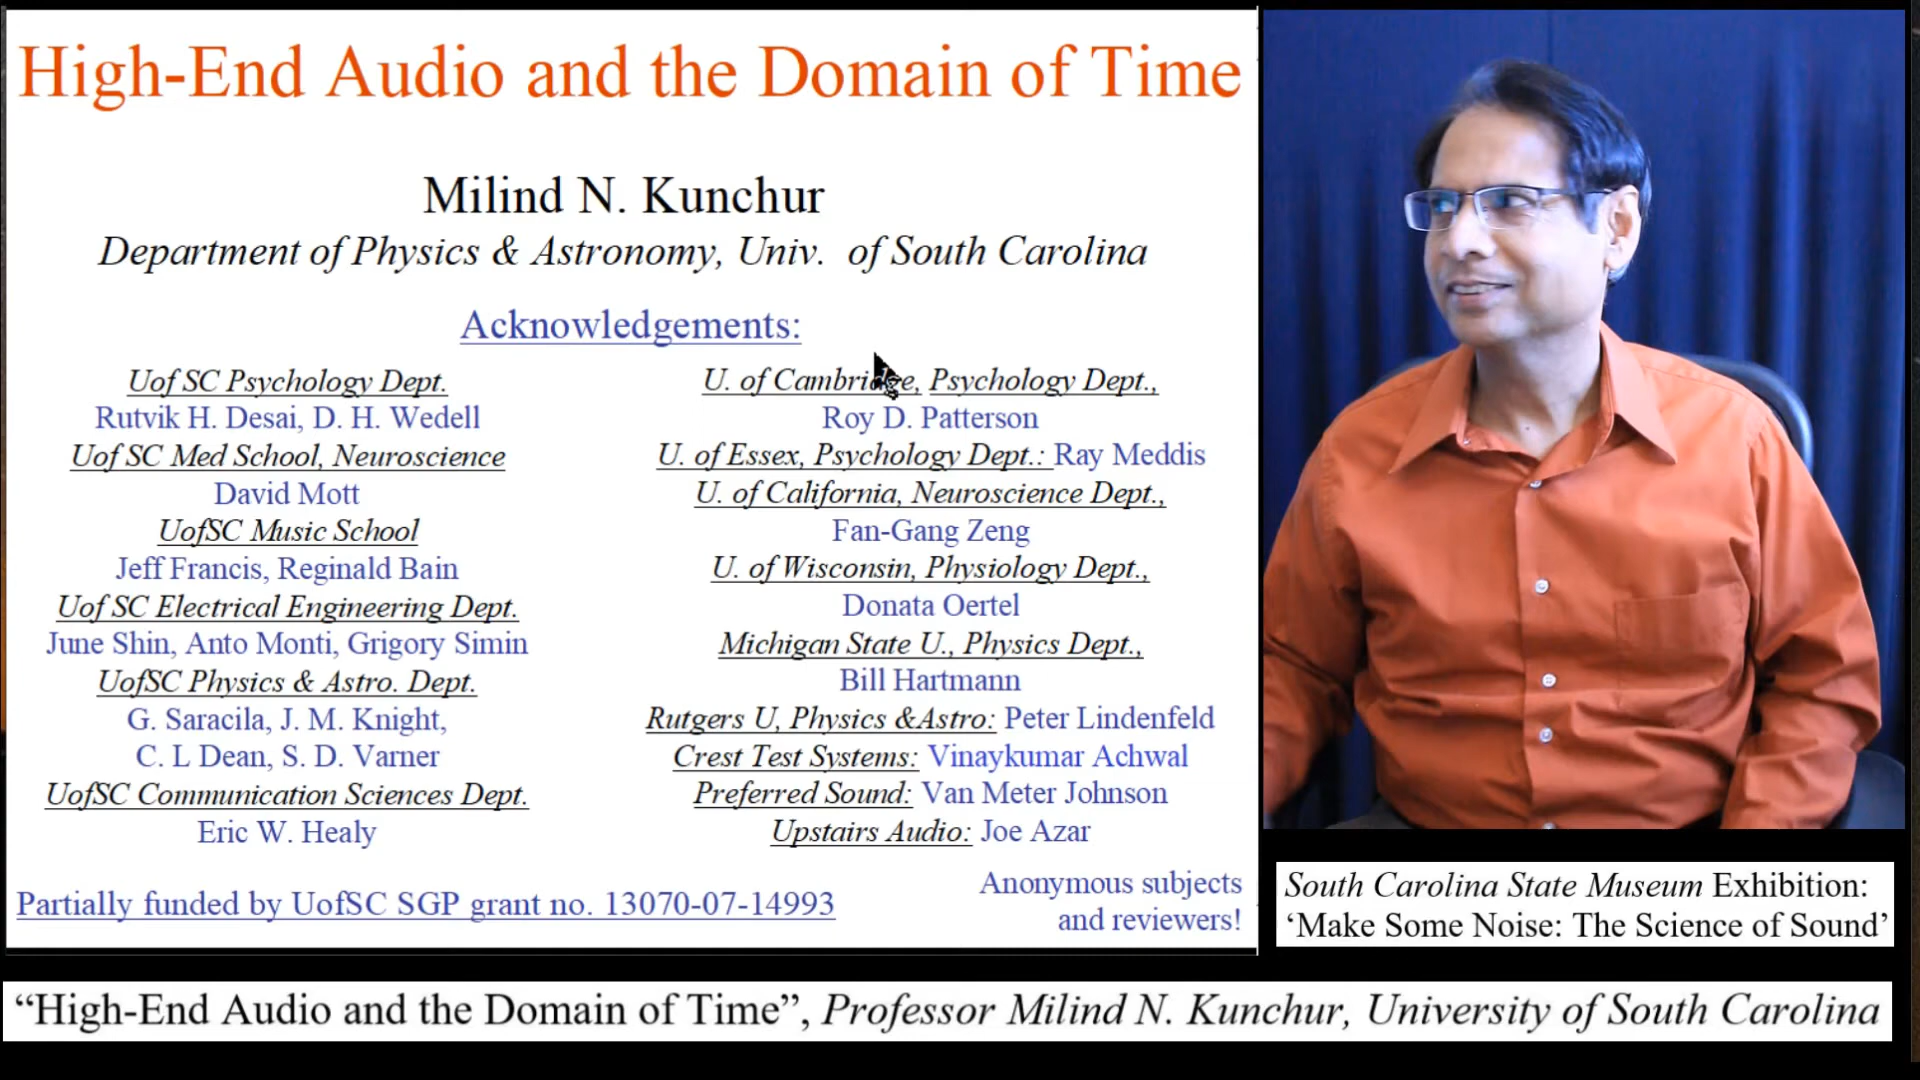 High-End Audio and the Domain of Time
Milind N. Kunchur
Department of Physics & Astronomy, Univ. of South Carolina
Acknowledgements:
UofSC Psychology Dept.
Rutvik H. Desai, D. H. Wedell
UofSC Med School, Neuroscience
David Mott
UofSC Music School
Jeff Francis, Reginald Bain
UofSC Electrical Engineering Dept.
June Shin, Anto Monti, Grigory Simin
UofSC Physics & Astro. Dept.
G. Saracila, J. M. Knight,
C. L Dean, S. D. Varner
UofSC Communication Sciences Dept.
Eric W. Healy
U. of Cambridge, Psychology Dept.,
Roy D. Patterson
U. of Essex, Psychology Dept.: Ray Meddis
U. of California, Neuroscience Dept.,
Fan-Gang Zeng
U. of Wisconsin, Physiology Dept.,
Donata Oertel
Michigan State U., Physics Dept.,
Bill Hartmann
Rutgers U, Physics &Astro: Peter Lindenfeld
Crest Test Systems: Vinaykumar Achwal
Preferred Sound: Van Meter Johnson
Upstairs Audio: Joe Azar
Partially funded by UofSC SGP grant no. 13070-07-14993
Anonymous subjects
and reviewers!
South Carolina State Museum Exhibition:
‘Make Some Noise: The Science of Sound’
“High-End Audio and the Domain of Time”, Professor Milind N. Kunchur, University of South Carolina